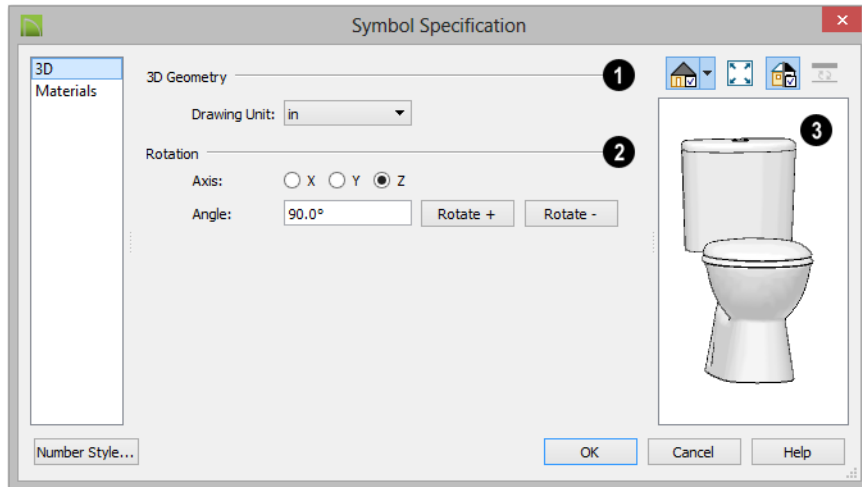 Symbol Specification
3D
Materials
3D Geometry 1
Drawing Unit: in
Rotation 2
Axis: X Y Z
Angle: 90.0° Rotate + Rotate -
3
Number Style... OK Cancel Help